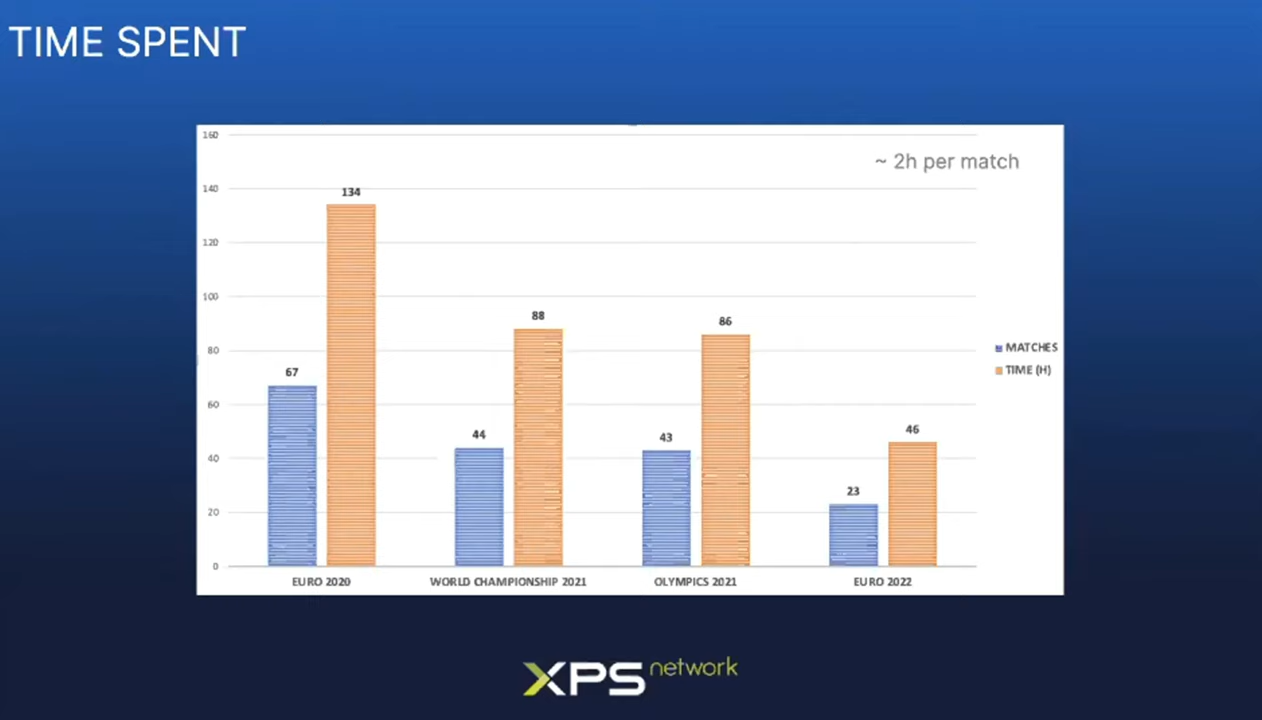 TIME SPENT
~ 2h per match
160
140
120
100
80
60
40
20
0
134
67
88
44
86
43
46
23
MATCHES
TIME (H)
EURO 2020
WORLD CHAMPIONSHIP 2021
OLYMPICS 2021
EURO 2022
XPS network